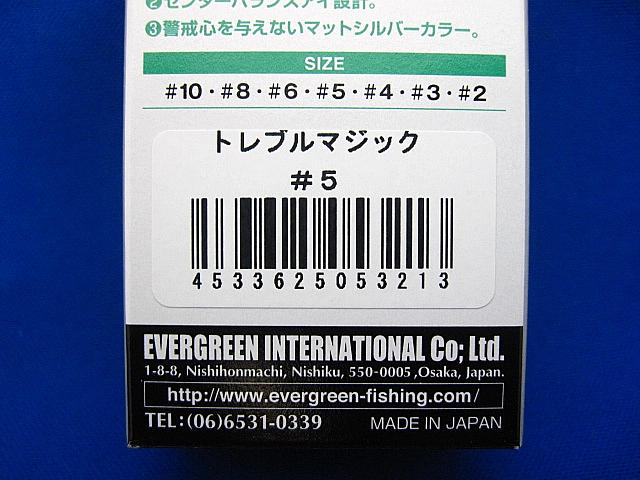 ❷センターバランスアイ設計。
❸警戒心を与えないマットシルバーカラー。
SIZE
#10・#8・#6・#5・#4・#3・#2
トレブルマジック
#5
4533625053213
EVERGREEN INTERNATIONAL Co; Ltd.
1-8-8, Nishihonmachi, Nishiku, 550-0005 ,Osaka, Japan.
http://www.evergreen-fishing.com/
TEL:(06)6531-0339 MADE IN JAPAN